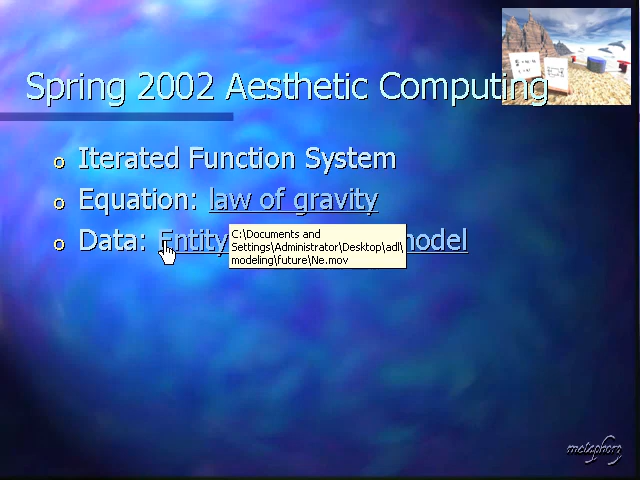 Spring 2002 Aesthetic Computing
o Iterated Function System
o Equation: law of gravity
o Data: Entity model
C:\Documents and
Settings\Administrator\Desktop\adl\
modeling\future\Ne.mov
metaphorz